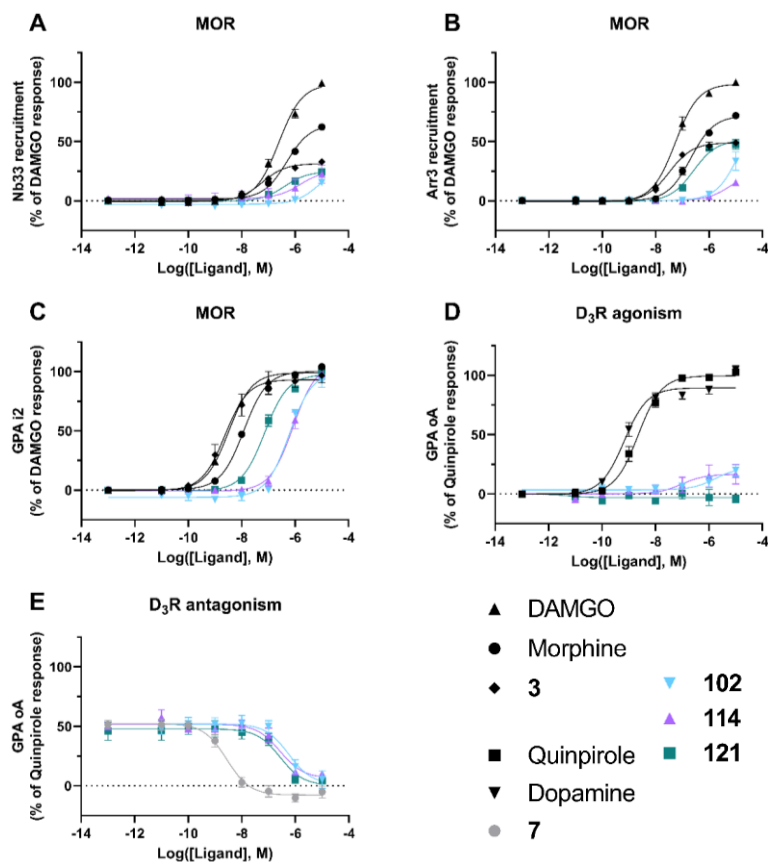 A
MOR
Nb33 recruitment
(% of DAMGO response)
100
50
0
-14 -12 -10 -8 -6 -4
Log([Ligand], M)
B
MOR
Arr3 recruitment
(% of DAMGO response)
100
50
0
-14 -12 -10 -8 -6 -4
Log([Ligand], M)
C
MOR
GPA i2
(% of DAMGO response)
100
50
0
-14 -12 -10 -8 -6 -4
Log([Ligand], M)
D
D₃R agonism
GPA oA
(% of Quinpirole response)
100
50
0
-14 -12 -10 -8 -6 -4
Log([Ligand], M)
E
D₃R antagonism
GPA oA
(% of Quinpirole response)
100
50
0
-14 -12 -10 -8 -6 -4
Log([Ligand], M)
DAMGO
Morphine
3
Quinpirole
Dopamine
7
102
114
121